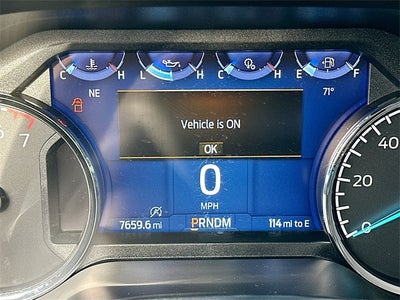 C H L H C H E F
NE 71°
Vehicle is ON
OK
0
MPH
7659.6 mi PRNDM 114 mi to E
6
7
40
20
0